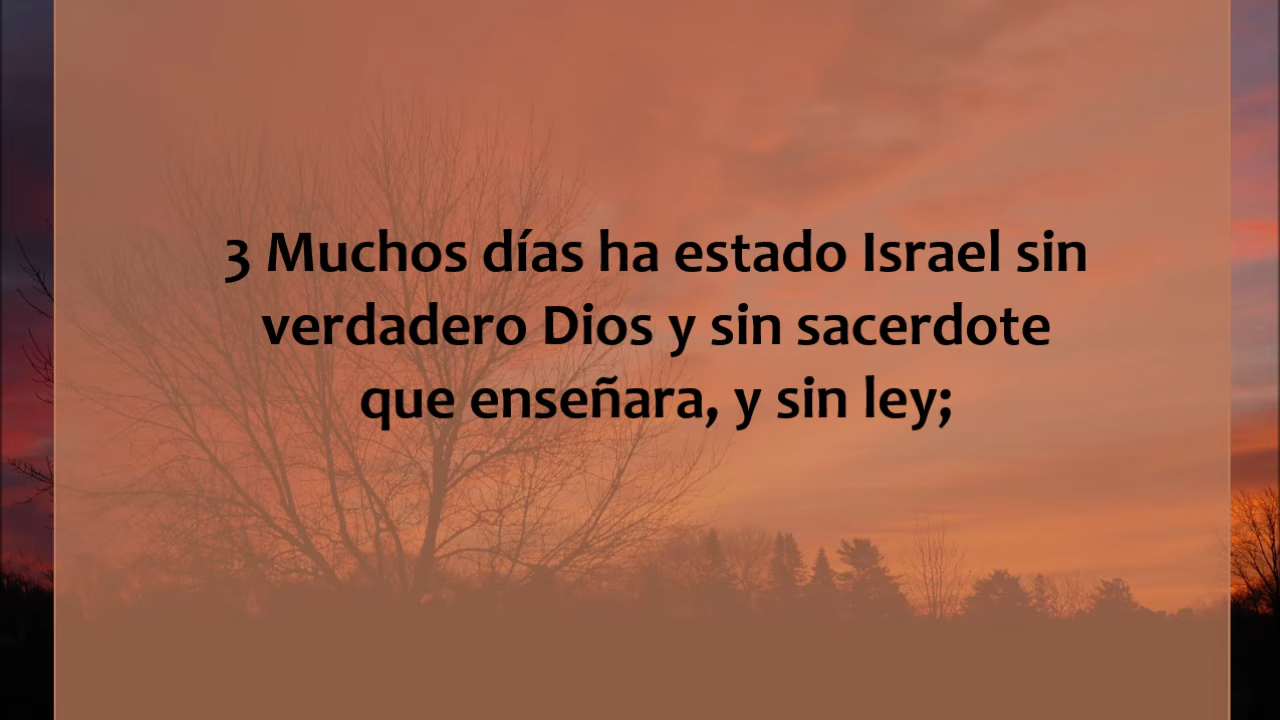 3 Muchos días ha estado Israel sin
verdadero Dios y sin sacerdote
que enseñara, y sin ley;